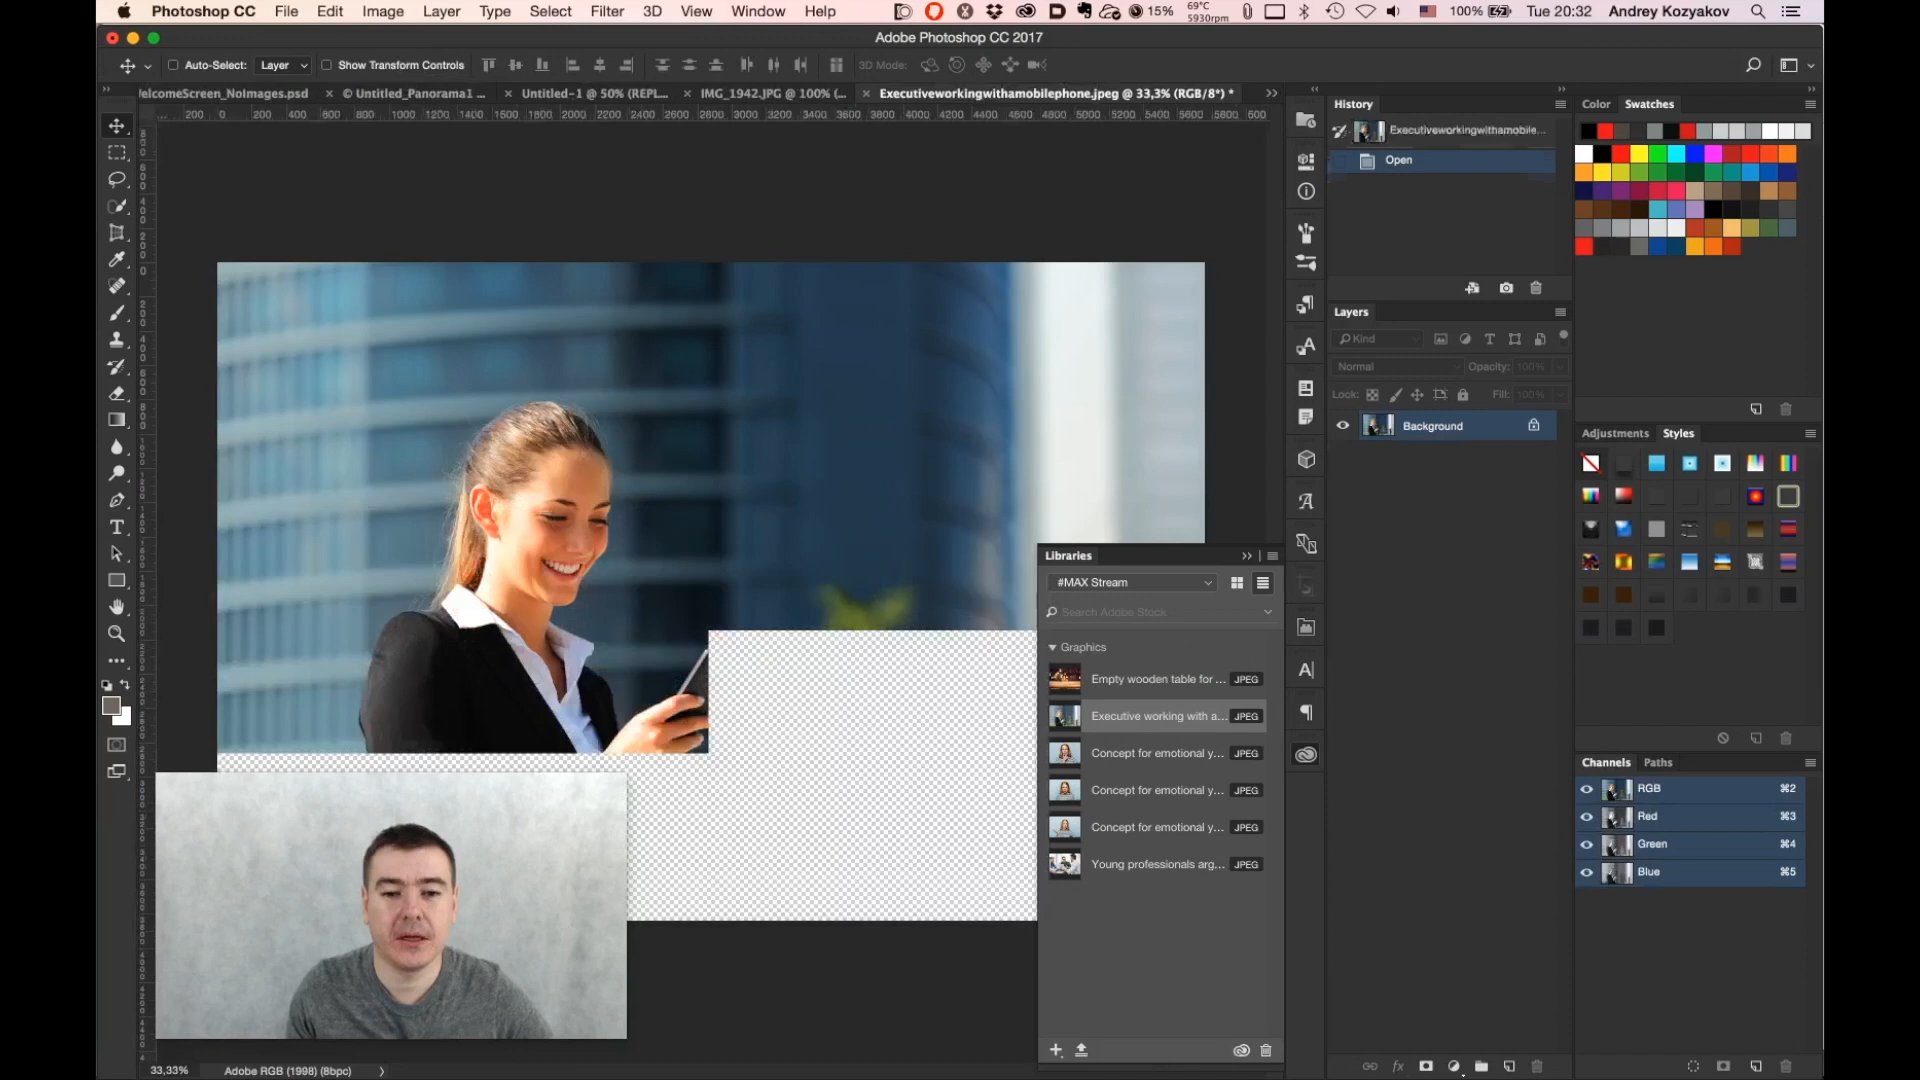 Photoshop CC File Edit Image Layer Type Select Filter 3D View Window Help 15% 69°C 5930rpm 100% Tue 20:32 Andrey Kozyakov
Adobe Photoshop CC 2017
Auto-Select: Layer Show Transform Controls 3D Mode:
elcomeScreen_NoImages.psd × © Untitled_Panorama1 ... × Untitled-1 @ 50% (REPL... × IMG_1942.JPG @ 100% (... × Executiveworkingwithamobilephone.jpeg @ 33,3% (RGB/8*) *
200 0 200 400 600 800 1000 1200 1400 1600 1800 2000 2200 2400 2600 2800 3000 3200 3400 3600 3800 4000 4200 4400 4600 4800 5000 5200 5400 5600 5800 600
History
Executiveworkingwithamobile...
Open
Layers
Kind
Normal Opacity: 100%
Lock: Fill: 100%
Background
Color Swatches
Adjustments Styles
Channels Paths
RGB ⌘2
Red ⌘3
Green ⌘4
Blue ⌘5
Libraries
#MAX Stream
Search Adobe Stock
Graphics
Empty wooden table for ... JPEG
Executive working with a... JPEG
Concept for emotional y... JPEG
Concept for emotional y... JPEG
Concept for emotional y... JPEG
Young professionals arg... JPEG
33,33% Adobe RGB (1998) (8bpc)